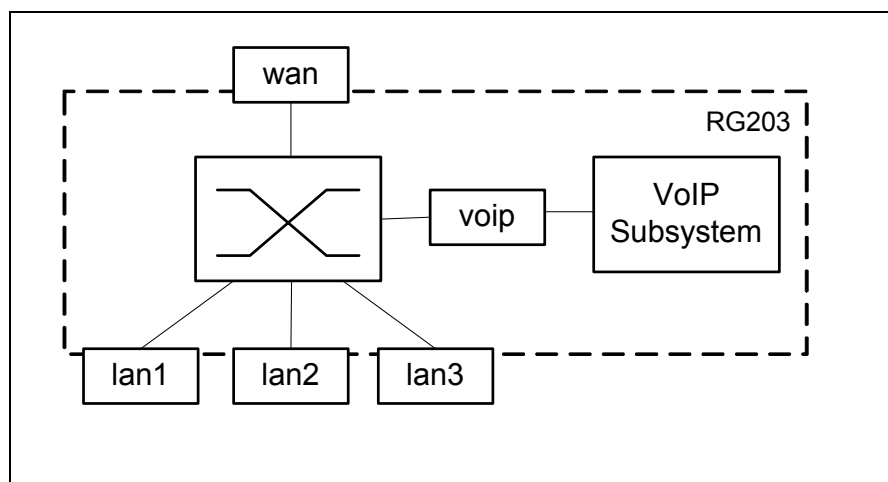 wan
RG203
voip
VoIP
Subsystem
lan1
lan2
lan3